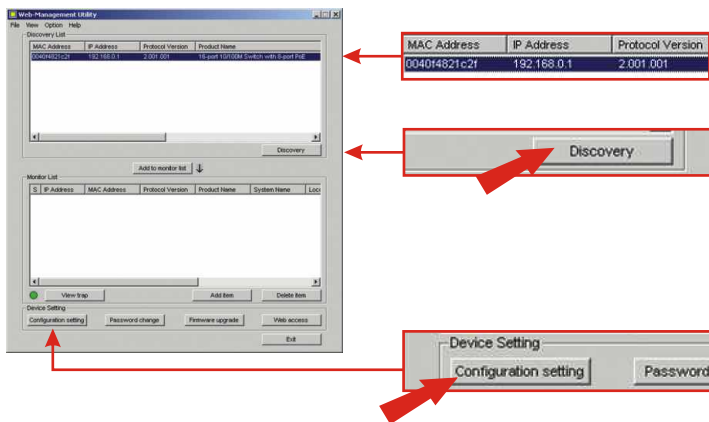 Web-Management Utility
File View Option Help
Discovery List
MAC Address IP Address Protocol Version Product Name
0040f4821c2f 192.168.0.1 2.001.001 16-port 10/100M Switch with 8-port PoE
Discovery
Add to monitor list
Monitor List
S IP Address MAC Address Protocol Version Product Name System Name Loc
View trap Add item Delete item
Device Setting
Configuration setting Password change Firmware upgrade Web access
Exit
MAC Address IP Address Protocol Version
0040f4821c2f 192.168.0.1 2.001.001
Discovery
Device Setting
Configuration setting Password